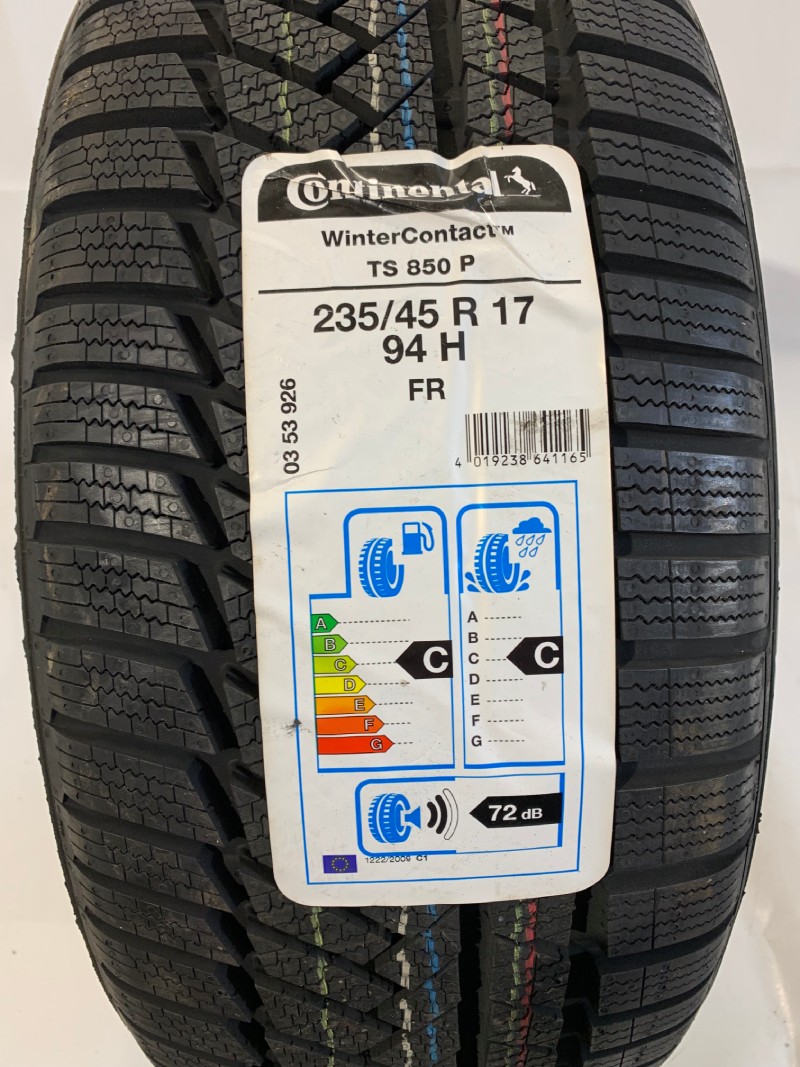 Continental
WinterContact™
TS 850 P
235/45 R 17
94 H
FR
03 53 926
4 019238 641165
A
B
C
D
E
F
G
C
A
B
C
D
E
F
G
C
72 dB
1222/2009 C1